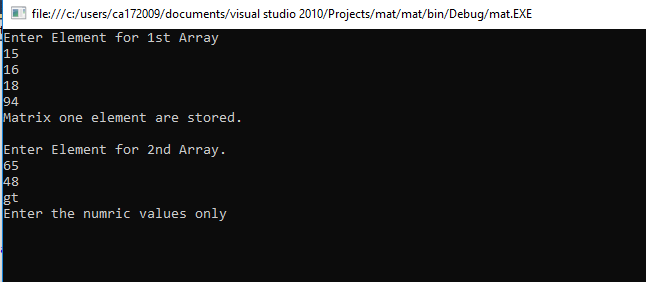 file:///c:/users/ca172009/documents/visual studio 2010/Projects/mat/mat/bin/Debug/mat.EXE
Enter Element for 1st Array
15
16
18
94
Matrix one element are stored.
Enter Element for 2nd Array.
65
48
gt
Enter the numric values only